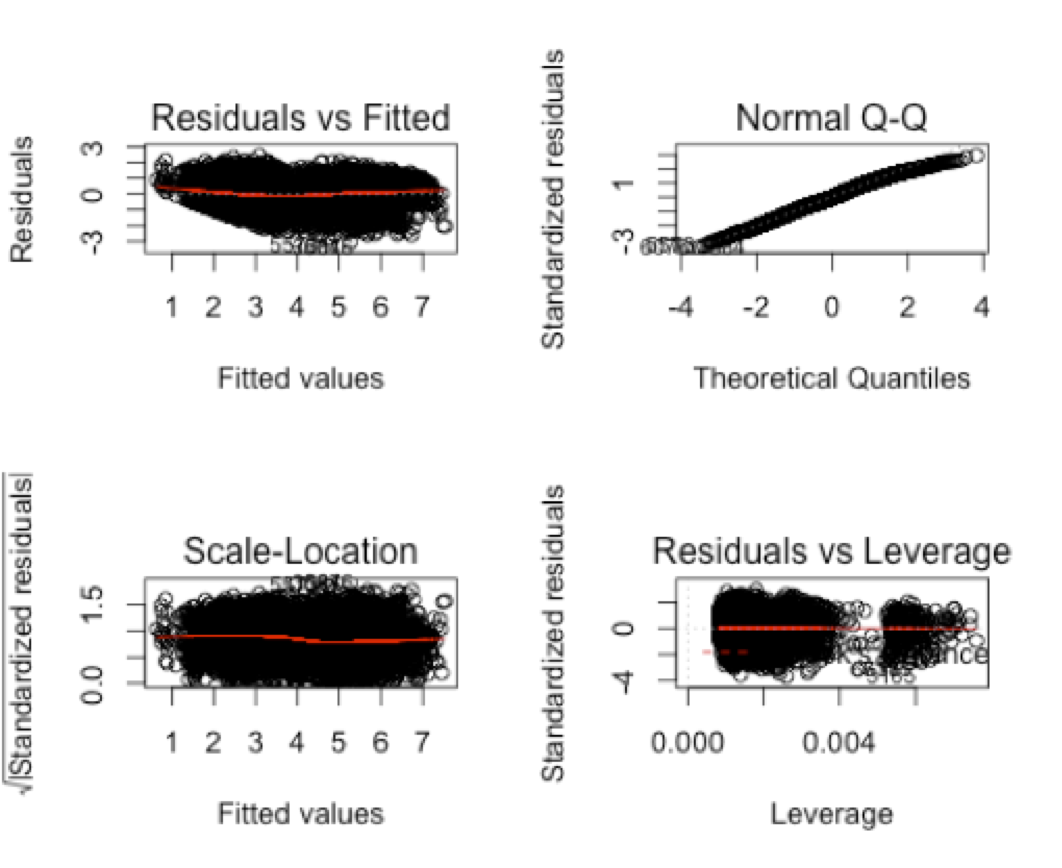 Residuals vs Fitted
Residuals
3
0
-3
1 2 3 4 5 6 7
Fitted values
Normal Q-Q
Standardized residuals
1
-3
-4 -2 0 2 4
Theoretical Quantiles
Scale-Location
√|Standardized residuals|
1.5
0.0
1 2 3 4 5 6 7
Fitted values
Residuals vs Leverage
Standardized residuals
0
-4
0.000 0.004
Leverage